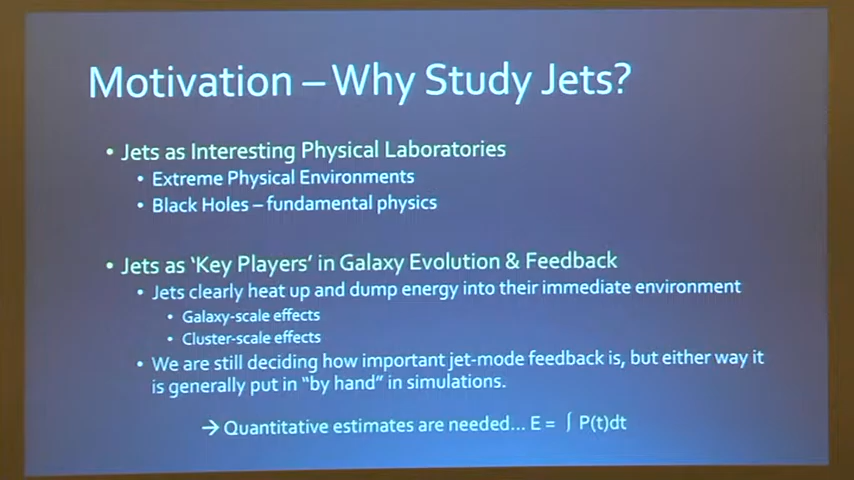 Motivation – Why Study Jets?
• Jets as Interesting Physical Laboratories
• Extreme Physical Environments
• Black Holes – fundamental physics
• Jets as ‘Key Players’ in Galaxy Evolution & Feedback
• Jets clearly heat up and dump energy into their immediate environment
• Galaxy-scale effects
• Cluster-scale effects
• We are still deciding how important jet-mode feedback is, but either way it
is generally put in “by hand” in simulations.
→ Quantitative estimates are needed... E = ∫ P(t)dt